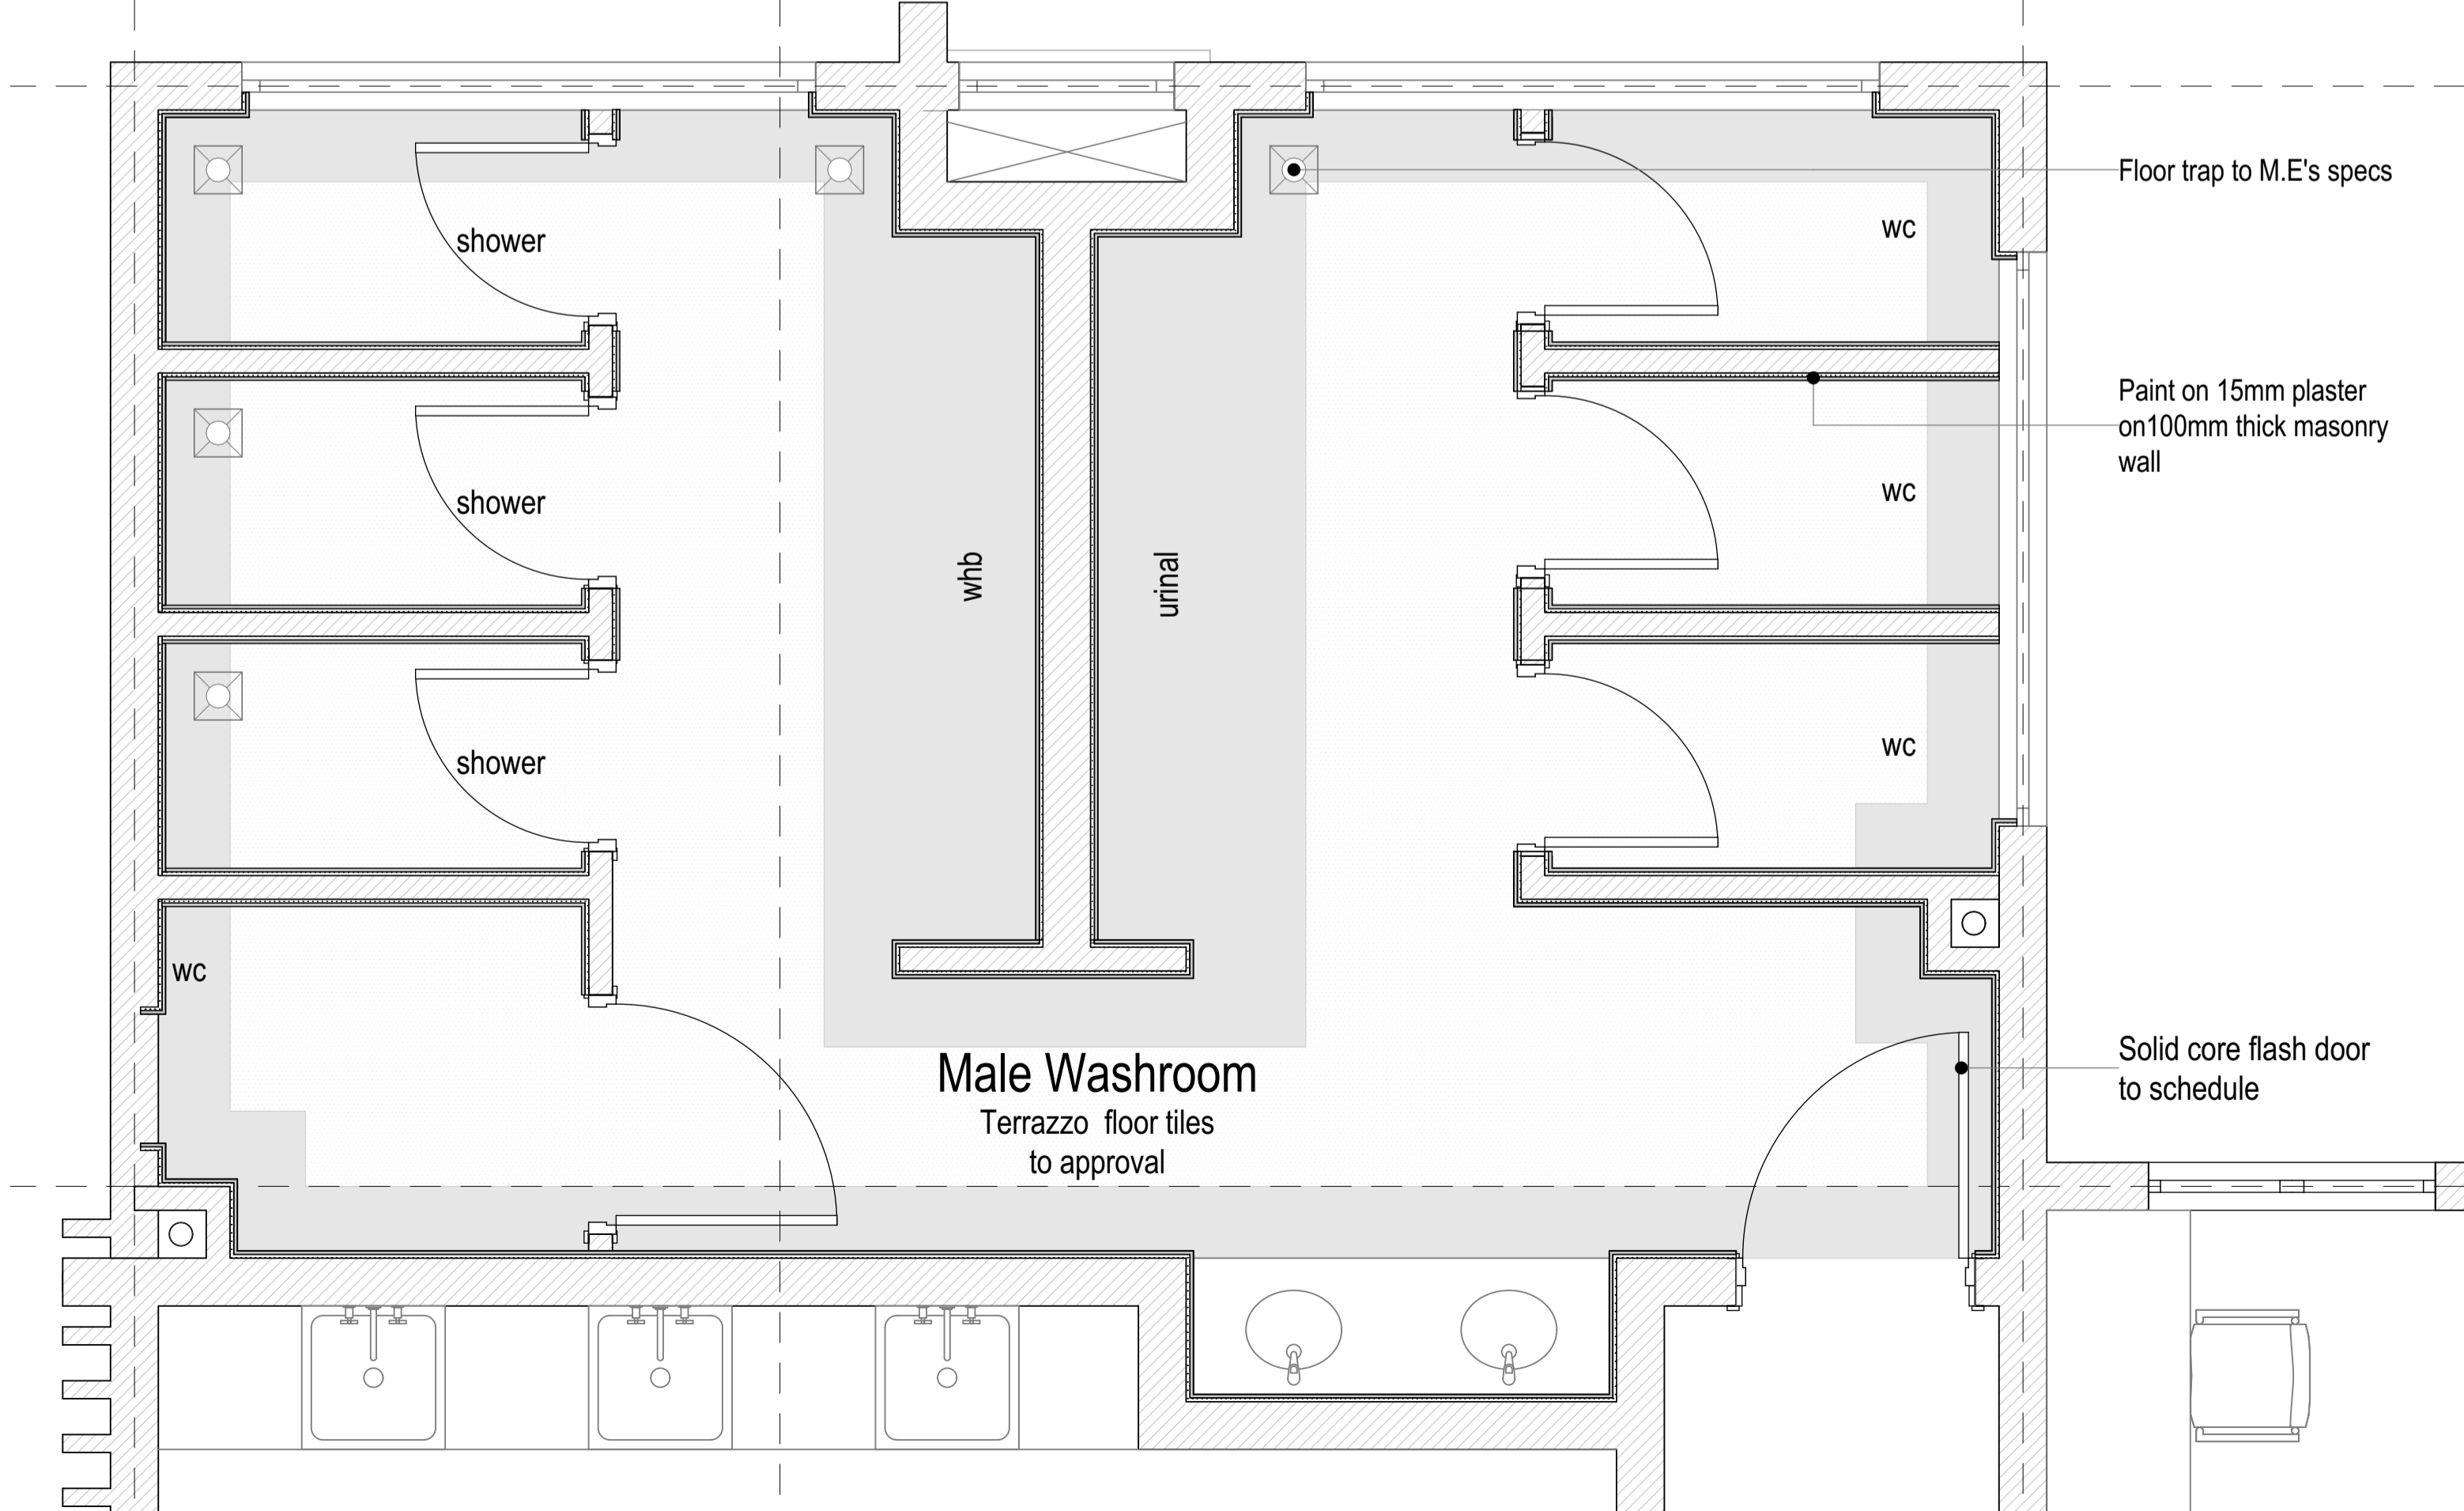 Floor trap to M.E's specs
shower
wc
Paint on 15mm plaster
on100mm thick masonry
wall
shower
wc
whb
urinal
shower
wc
wc
Male Washroom
Terrazzo floor tiles
to approval
Solid core flash door
to schedule